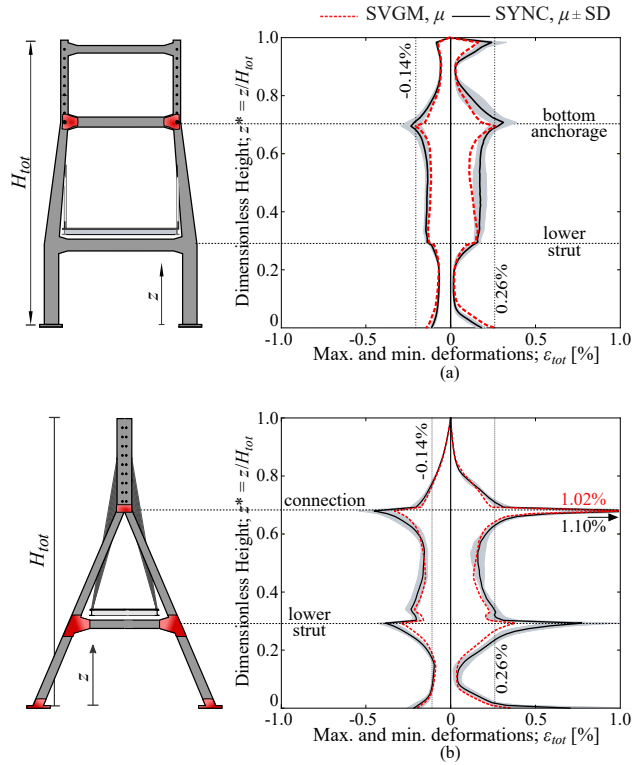 SVGM, μ
SYNC, μ ± SD
H_tot
z
Dimensionless Height; z* = z/H_tot
1.0
0.8
0.6
0.4
0.2
0
-0.14%
0.26%
bottom
anchorage
lower
strut
-1.0
-0.5
0
0.5
1.0
Max. and min. deformations; ε_tot [%]
(a)
H_tot
z
connection
lower
strut
Dimensionless Height; z* = z/H_tot
1.0
0.8
0.6
0.4
0.2
0
-0.14%
1.02%
1.10%
0.26%
-1.0
-0.5
0
0.5
1.0
Max. and min. deformations; ε_tot [%]
(b)